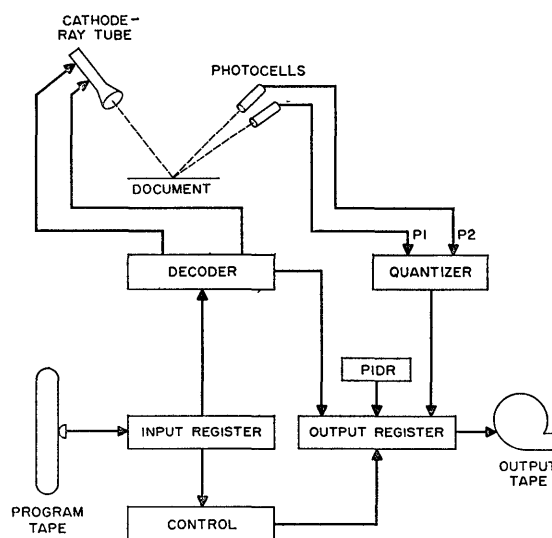 CATHODE-
RAY TUBE
PHOTOCELLS
DOCUMENT
P1
P2
DECODER
QUANTIZER
PIDR
INPUT REGISTER
OUTPUT REGISTER
OUTPUT
TAPE
PROGRAM
TAPE
CONTROL